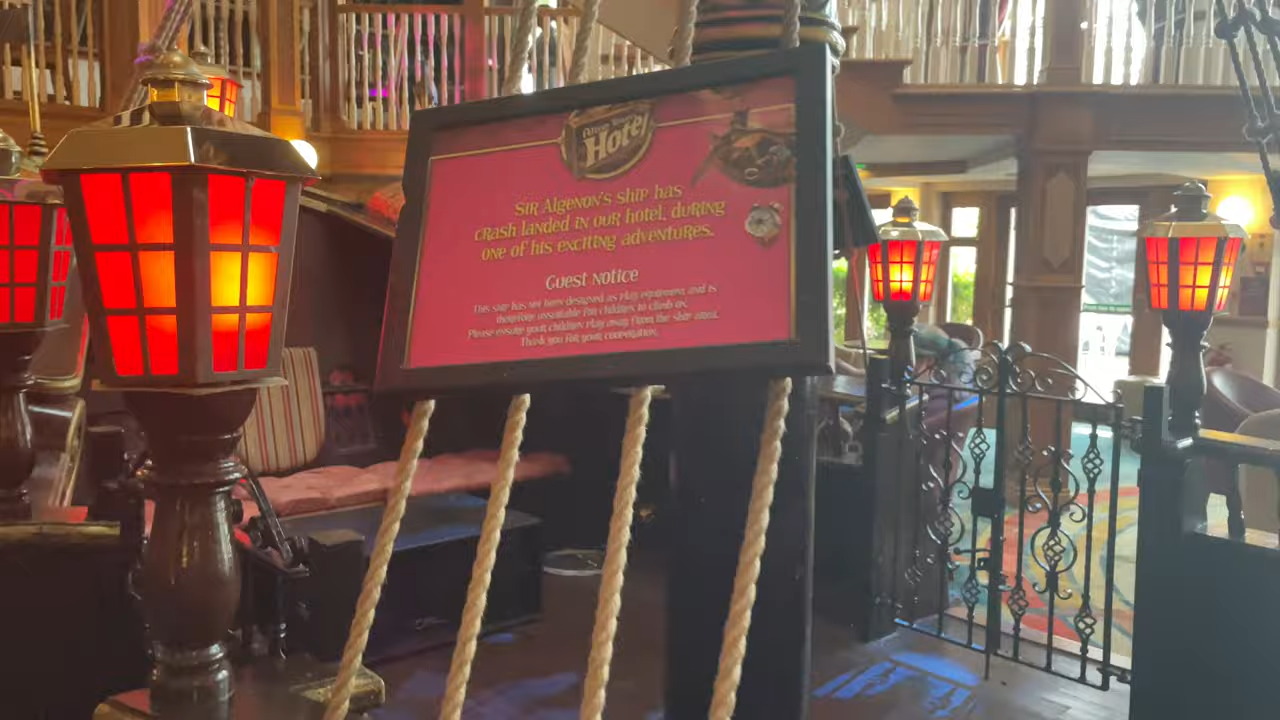 Hotel
Sir Algenon's ship has
crash landed in our hotel, during
one of his exciting adventures.
Guest Notice
This ship has not been designed as play equipment and is
therefore unsuitable for children to climb on.
Please ensure your children play away from the ship area.
Thank you for your cooperation.